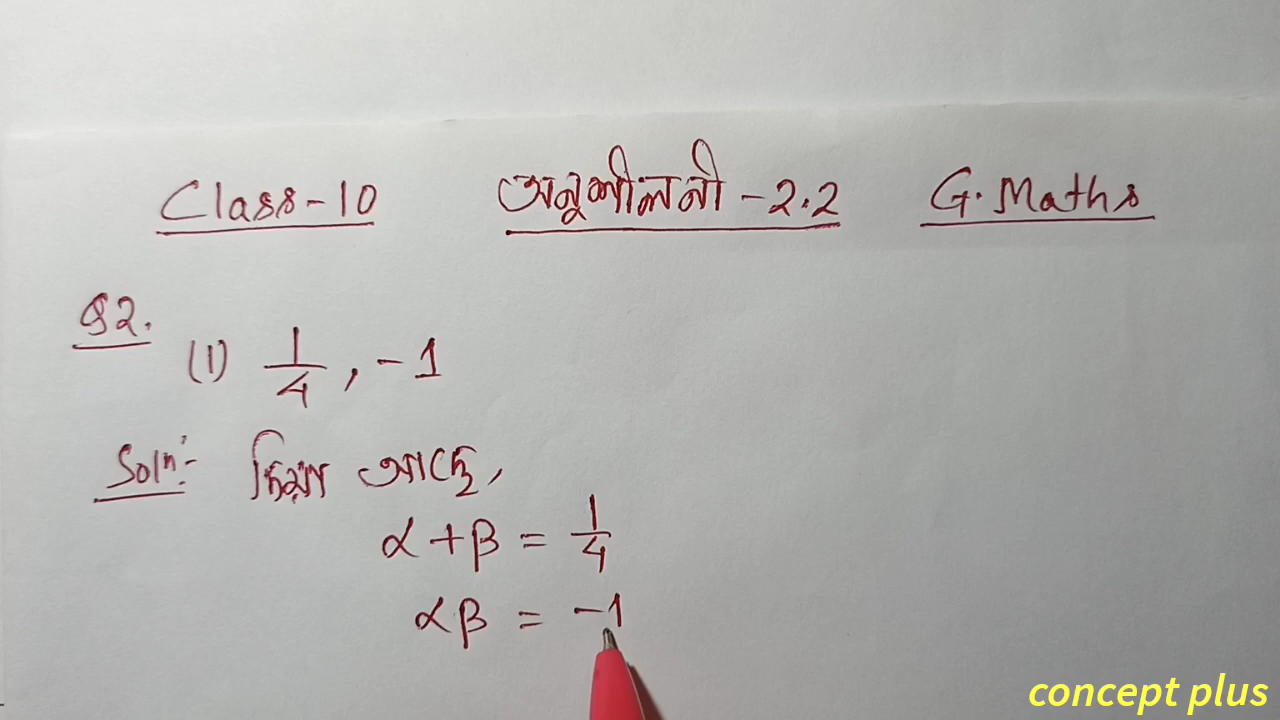 Class-10 অনুশীলনী-2.2 G.Maths
Q2.
(i) 1/4, -1
Soln:- দিয়া আছে,
α+β = 1/4
αβ = -1
concept plus